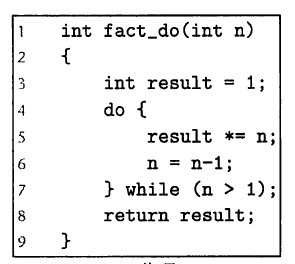 1 int fact_do(int n)
2 {
3 int result = 1;
4 do {
5 result *= n;
6 n = n-1;
7 } while (n > 1);
8 return result;
9 }